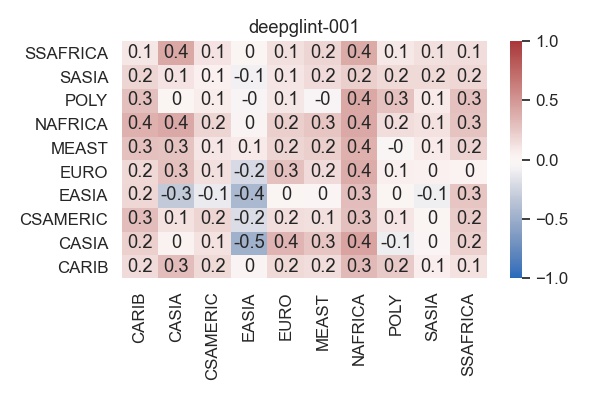 deepglint-001
SSAFRICA 0.1 0.4 0.1 0 0.1 0.2 0.4 0.1 0.1 0.1
SASIA 0.2 0.1 0.1 -0.1 0.1 0.2 0.2 0.2 0.2 0.2
POLY 0.3 0 0.1 -0 0.1 -0 0.4 0.3 0.1 0.3
NAFRICA 0.4 0.4 0.2 0 0.2 0.3 0.4 0.2 0.1 0.3
MEAST 0.3 0.3 0.1 0.1 0.2 0.2 0.4 -0 0.1 0.2
EURO 0.2 0.3 0.1 -0.2 0.3 0.2 0.4 0.1 0 0
EASIA 0.2 -0.3 -0.1 -0.4 0 0 0.3 0 -0.1 0.3
CSAMERIC 0.3 0.1 0.2 -0.2 0.2 0.1 0.3 0.1 0 0.2
CASIA 0.2 0 0.1 -0.5 0.4 0.3 0.4 -0.1 0 0.2
CARIB 0.2 0.3 0.2 0 0.2 0.2 0.3 0.2 0.1 0.1
CARIB CASIA CSAMERIC EASIA EURO MEAST NAFRICA POLY SASIA SSAFRICA
1.0
0.5
0.0
−0.5
−1.0